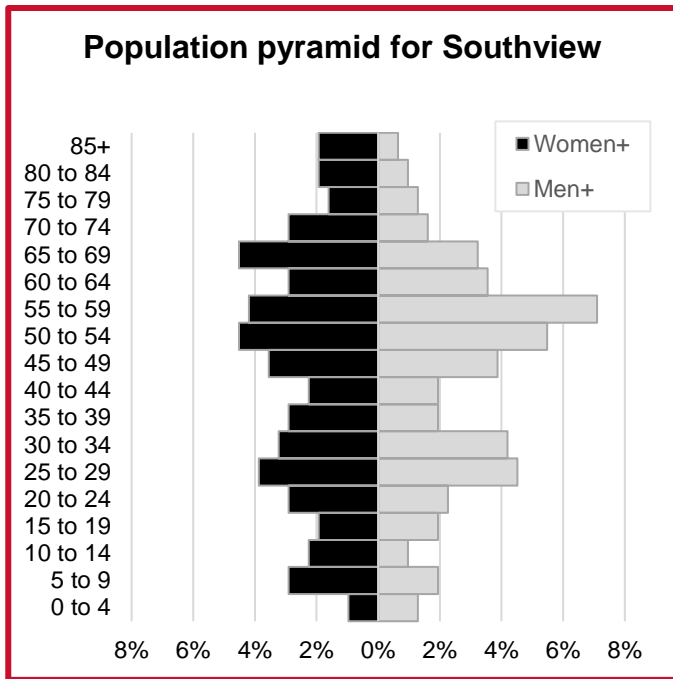 Population pyramid for Southview
Women+
Men+
85+
80 to 84
75 to 79
70 to 74
65 to 69
60 to 64
55 to 59
50 to 54
45 to 49
40 to 44
35 to 39
30 to 34
25 to 29
20 to 24
15 to 19
10 to 14
5 to 9
0 to 4
8% 6% 4% 2% 0% 2% 4% 6% 8%